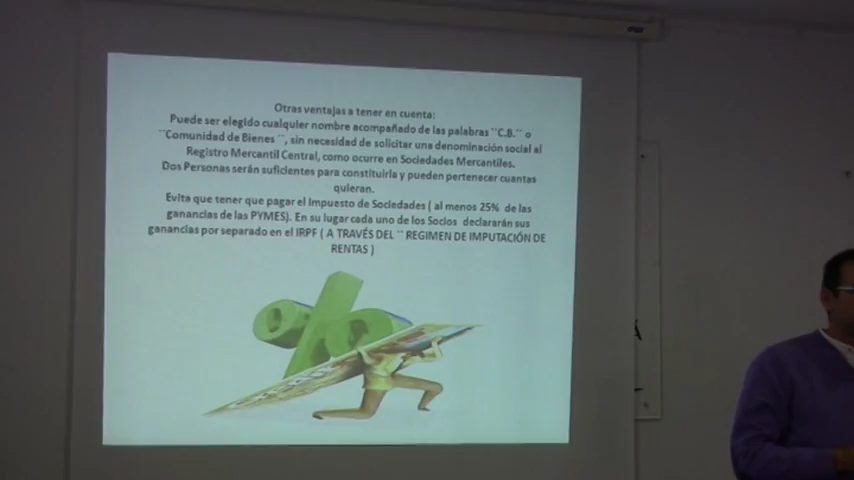 Otras ventajas a tener en cuenta:
Puede ser elegido cualquier nombre acompañado de las palabras ¨C.B.¨ o
¨Comunidad de Bienes ¨, sin necesidad de solicitar una denominación social al
Registro Mercantil Central, como ocurre en Sociedades Mercantiles.
Dos Personas serán suficientes para constituirla y pueden pertenecer cuantas
quieran.
Evita que tener que pagar el Impuesto de Sociedades ( al menos 25% de las
ganancias de las PYMES). En su lugar cada uno de los Socios declararán sus
ganancias por separado en el IRPF ( A TRAVÉS DEL ¨ REGIMEN DE IMPUTACIÓN DE
RENTAS )